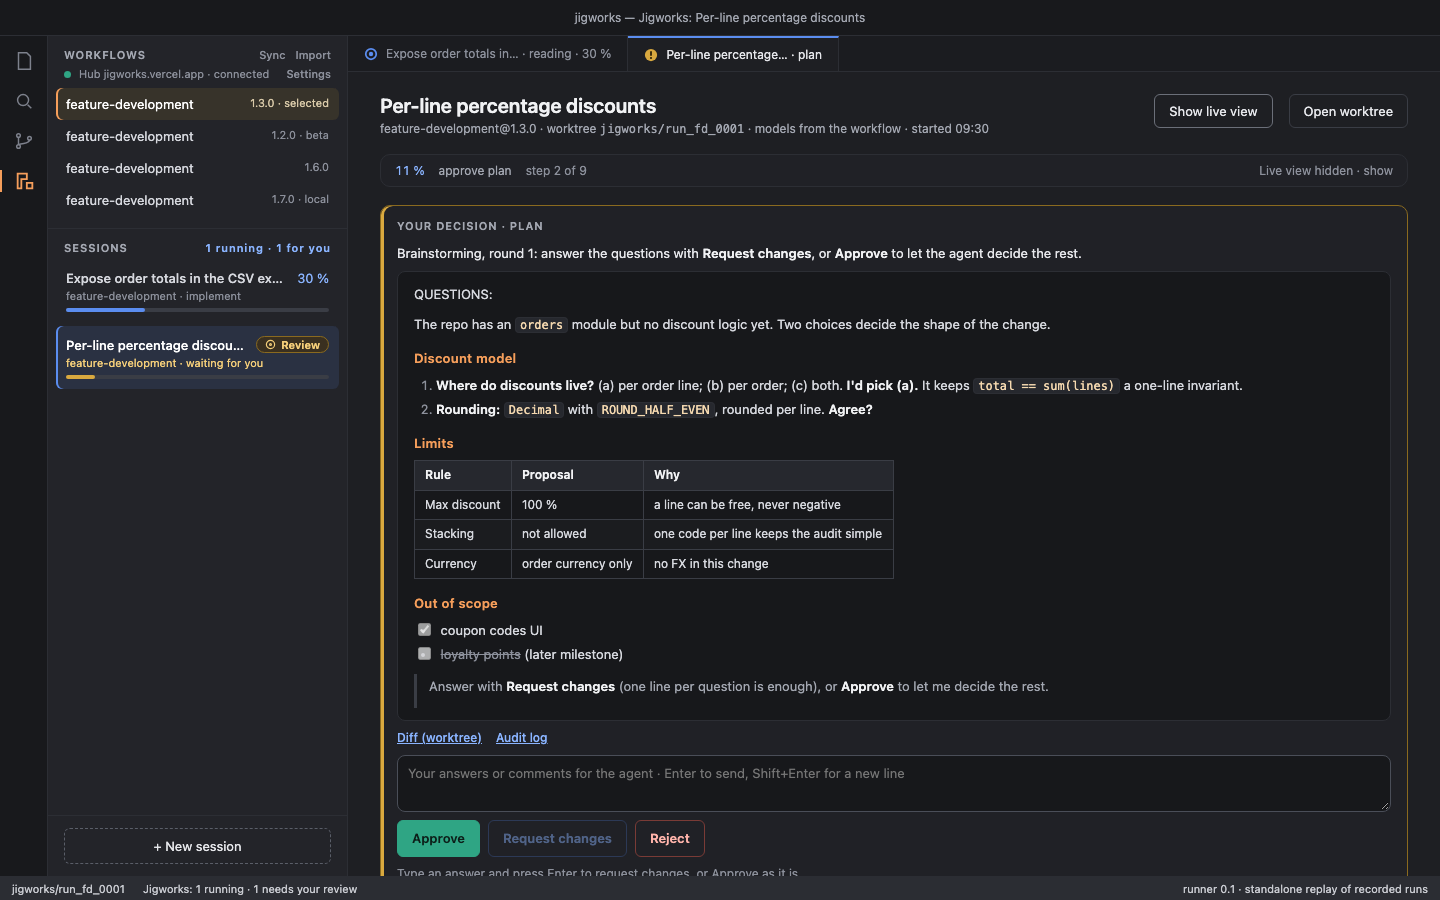 jigworks — Jigworks: Per-line percentage discounts
WORKFLOWS Sync Import
Hub jigworks.vercel.app · connected Settings
feature-development 1.3.0 · selected
feature-development 1.2.0 · beta
feature-development 1.6.0
feature-development 1.7.0 · local
SESSIONS 1 running · 1 for you
Expose order totals in the CSV ex... 30 %
feature-development · implement
Per-line percentage discou... Review
feature-development · waiting for you
+ New session
Expose order totals in... · reading · 30 %
Per-line percentage... · plan
Per-line percentage discounts
feature-development@1.3.0 · worktree jigworks/run_fd_0001 · models from the workflow · started 09:30
Show live view
Open worktree
11 % approve plan step 2 of 9
Live view hidden · show
YOUR DECISION · PLAN
Brainstorming, round 1: answer the questions with Request changes, or Approve to let the agent decide the rest.
QUESTIONS:
The repo has an orders module but no discount logic yet. Two choices decide the shape of the change.
Discount model
1. Where do discounts live? (a) per order line; (b) per order; (c) both. I'd pick (a). It keeps total == sum(lines) a one-line invariant.
2. Rounding: Decimal with ROUND_HALF_EVEN, rounded per line. Agree?
Limits
Rule Proposal Why
Max discount 100 % a line can be free, never negative
Stacking not allowed one code per line keeps the audit simple
Currency order currency only no FX in this change
Out of scope
coupon codes UI
loyalty points (later milestone)
Answer with Request changes (one line per question is enough), or Approve to let me decide the rest.
Diff (worktree) Audit log
Your answers or comments for the agent · Enter to send, Shift+Enter for a new line
Approve Request changes Reject
Type an answer and press Enter to request changes, or Approve as it is.
jigworks/run_fd_0001 Jigworks: 1 running · 1 needs your review
runner 0.1 · standalone replay of recorded runs